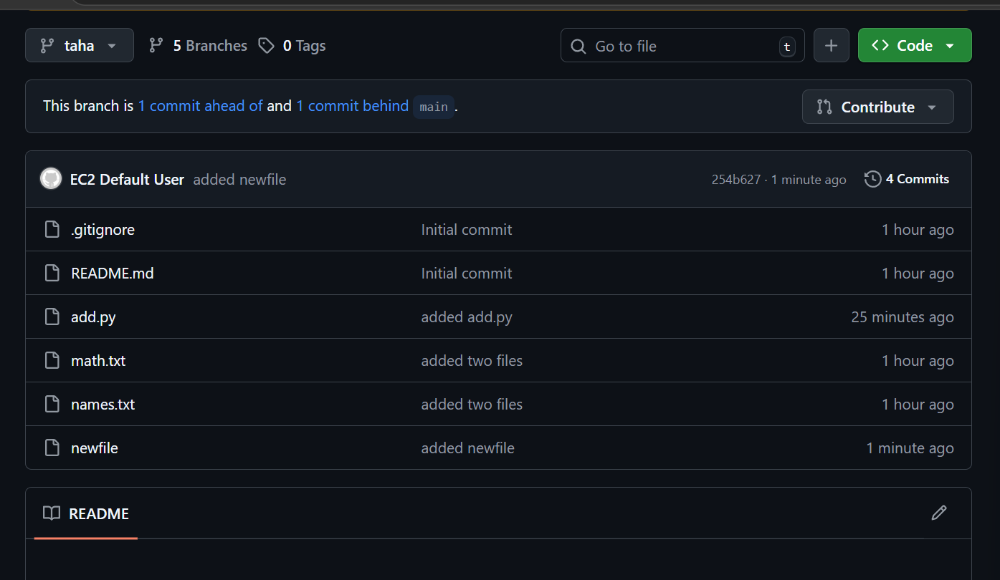 taha 5 Branches 0 Tags Go to file t Code
This branch is 1 commit ahead of and 1 commit behind main . Contribute
EC2 Default User added newfile 254b627 · 1 minute ago 4 Commits
.gitignore Initial commit 1 hour ago
README.md Initial commit 1 hour ago
add.py added add.py 25 minutes ago
math.txt added two files 1 hour ago
names.txt added two files 1 hour ago
newfile added newfile 1 minute ago
README